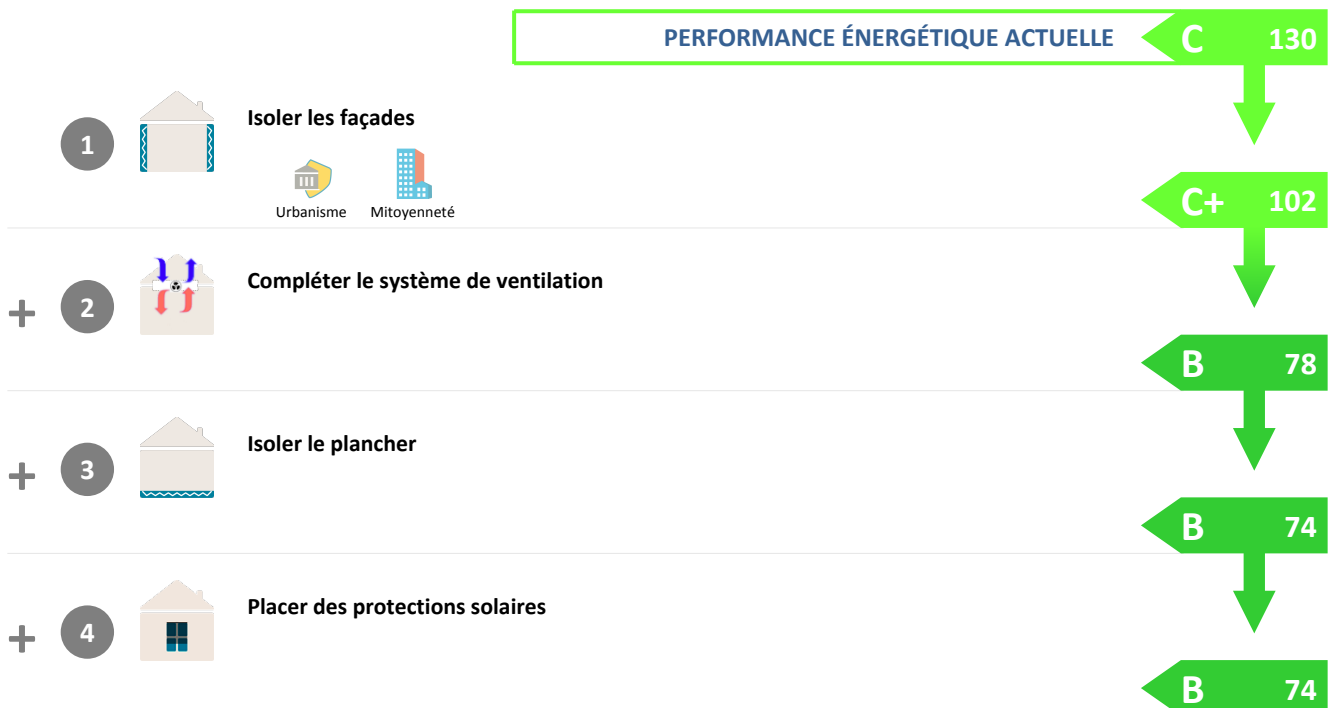 PERFORMANCE ÉNERGÉTIQUE ACTUELLE C 130
1 Isoler les façades
Urbanisme Mitoyenneté
C+ 102
+ 2 Compléter le système de ventilation
B 78
+ 3 Isoler le plancher
B 74
+ 4 Placer des protections solaires
B 74